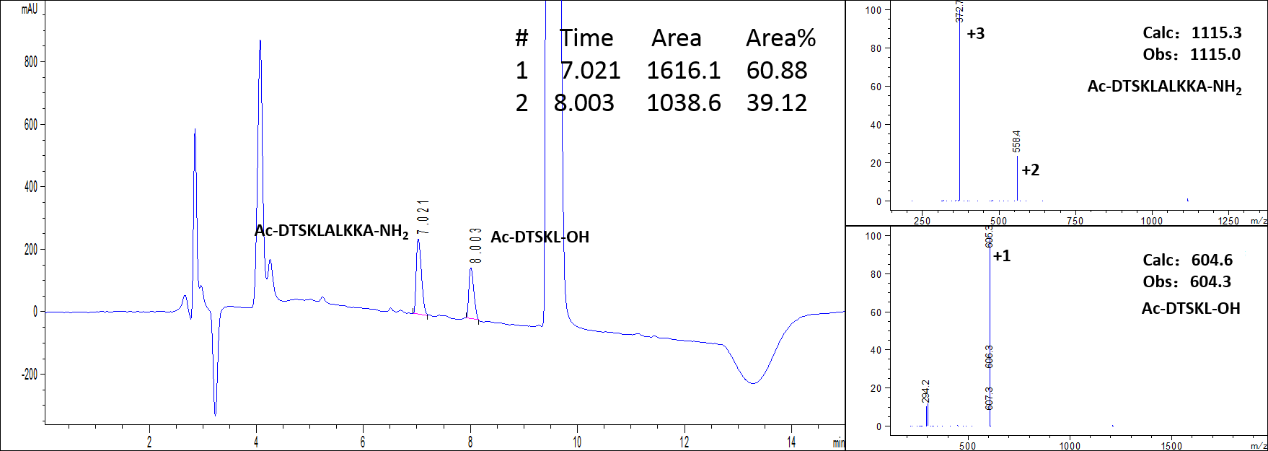 mAU
# Time Area Area%
1 7.021 1616.1 60.88
2 8.003 1038.6 39.12
800
600
400
200
0
-200
Ac-DTSKLALKKA-NH2
7.021
Ac-DTSKL-OH
8.003
2 4 6 8 10 12 14 min
100
80
60
40
20
0
372.7
+3
558.4
+2
Calc: 1115.3
Obs: 1115.0
Ac-DTSKLALKKA-NH2
250 500 750 1000 1250 m/z
100
80
60
40
20
0
605.3
+1
606.3
607.3
294.2
Calc: 604.6
Obs: 604.3
Ac-DTSKL-OH
500 1000 1500 m/z